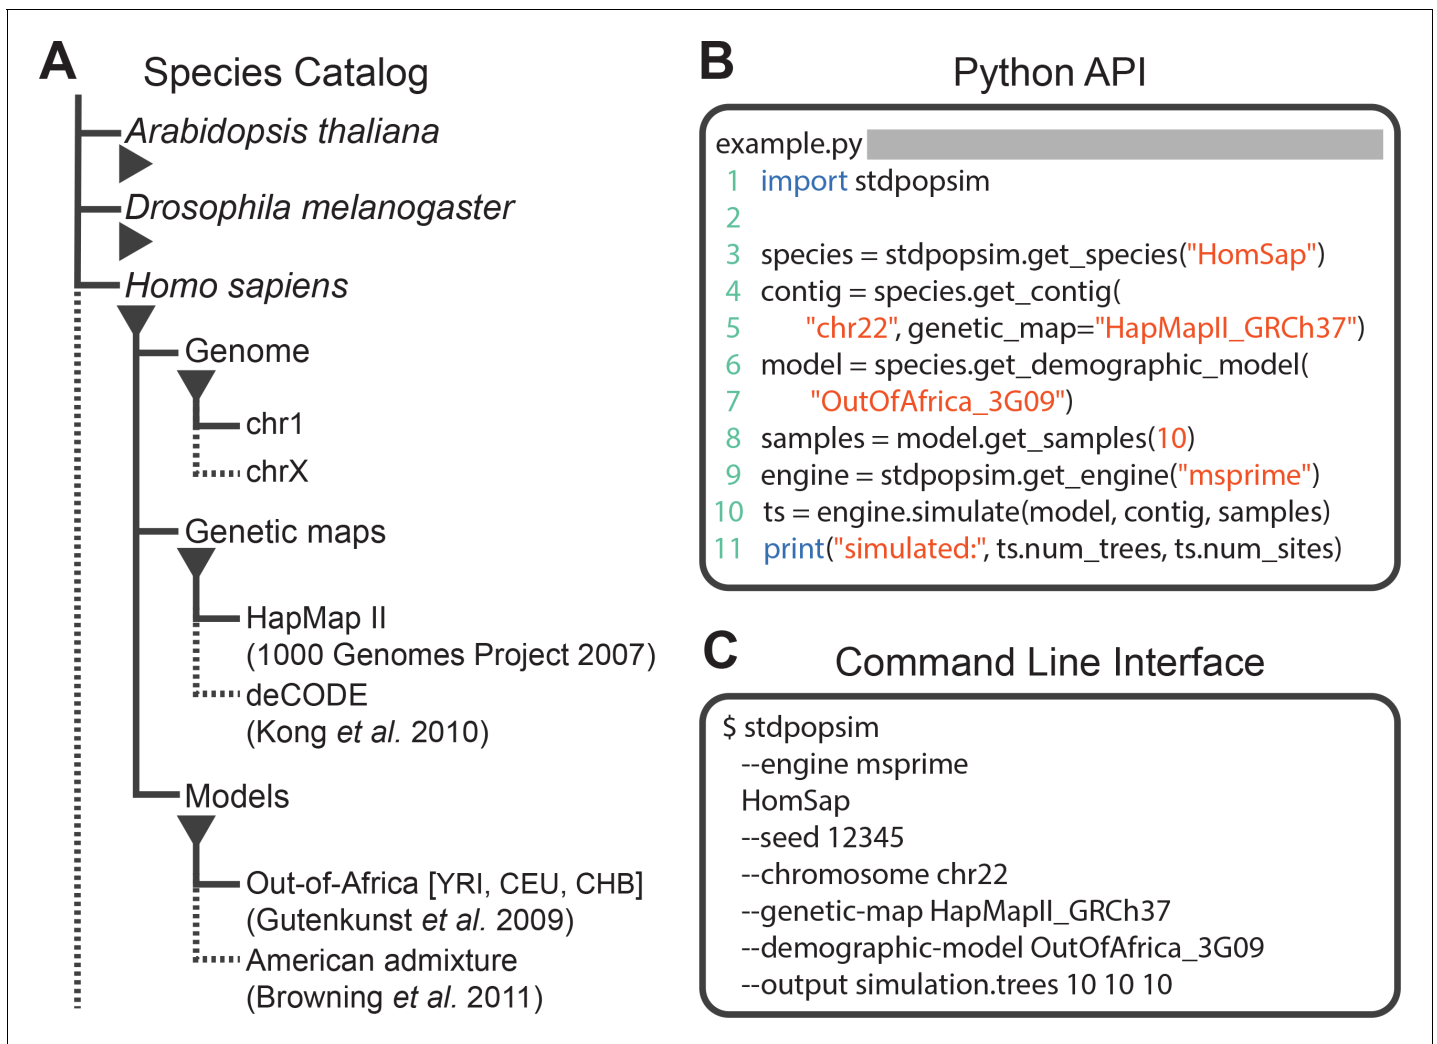 A
Species Catalog
Arabidopsis thaliana
Drosophila melanogaster
Homo sapiens
Genome
chr1
chrX
Genetic maps
HapMap II
(1000 Genomes Project 2007)
deCODE
(Kong et al. 2010)
Models
Out-of-Africa [YRI, CEU, CHB]
(Gutenkunst et al. 2009)
American admixture
(Browning et al. 2011)
B
Python API
example.py
1 import stdpopsim
2
3 species = stdpopsim.get_species("HomSap")
4 contig = species.get_contig(
5 "chr22", genetic_map="HapMapII_GRCh37")
6 model = species.get_demographic_model(
7 "OutOfAfrica_3G09")
8 samples = model.get_samples(10)
9 engine = stdpopsim.get_engine("msprime")
10 ts = engine.simulate(model, contig, samples)
11 print("simulated:", ts.num_trees, ts.num_sites)
C
Command Line Interface
$ stdpopsim
--engine msprime
HomSap
--seed 12345
--chromosome chr22
--genetic-map HapMapII_GRCh37
--demographic-model OutOfAfrica_3G09
--output simulation.trees 10 10 10